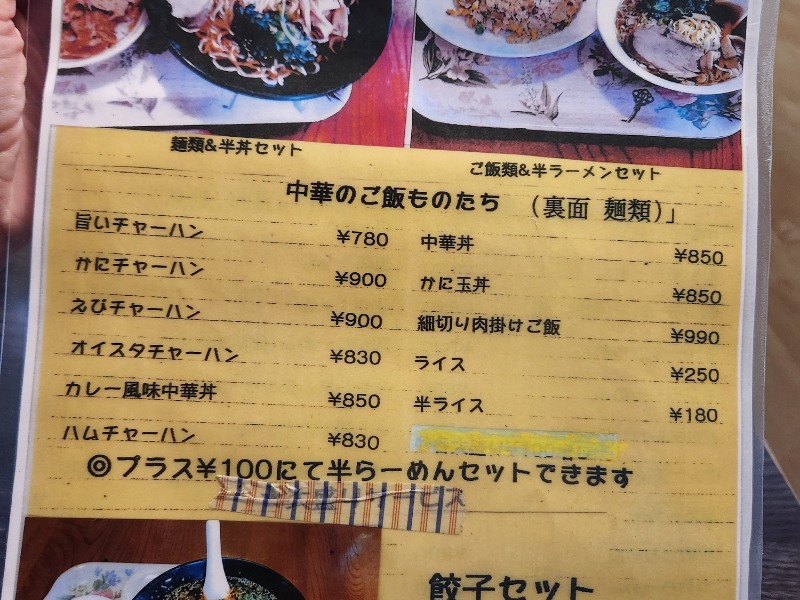 麺類&半丼セット
ご飯類&半ラーメンセット
中華のご飯ものたち （裏面 麺類）」
旨いチャーハン ¥780
かにチャーハン ¥900
えびチャーハン ¥900
オイスタチャーハン ¥830
カレー風味中華丼 ¥850
ハムチャーハン ¥830
中華丼 ¥850
かに玉丼 ¥850
細切り肉掛けご飯 ¥990
ライス ¥250
半ライス ¥180
◎プラス¥100にて半らーめんセットできます
餃子セット